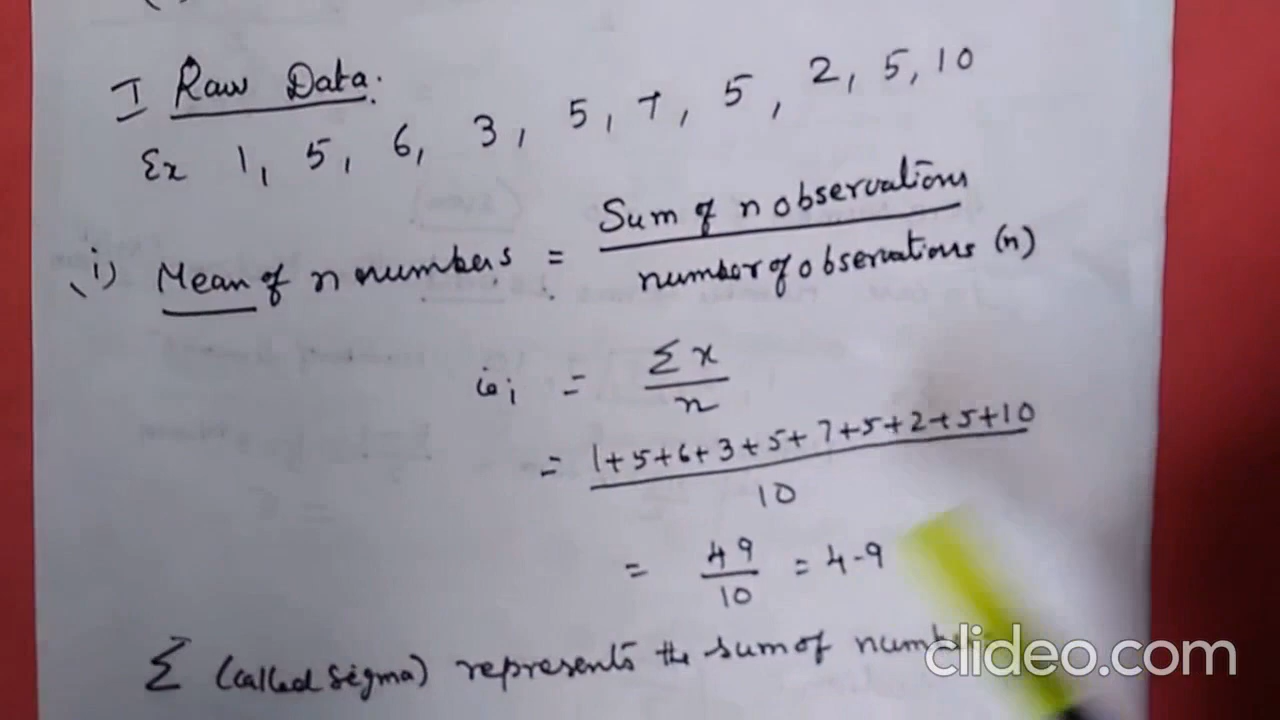 I Raw Data.
Ex 1, 5, 6, 3, 5, 7, 5, 2, 5, 10
(i) Mean of n numbers = Sum of n observations
number of observations (n)
ie, = Σx
n
= 1+5+6+3+5+7+5+2+5+10
10
= 49
10
= 4.9
Σ (called sigma) represents the sum of
clideo.com